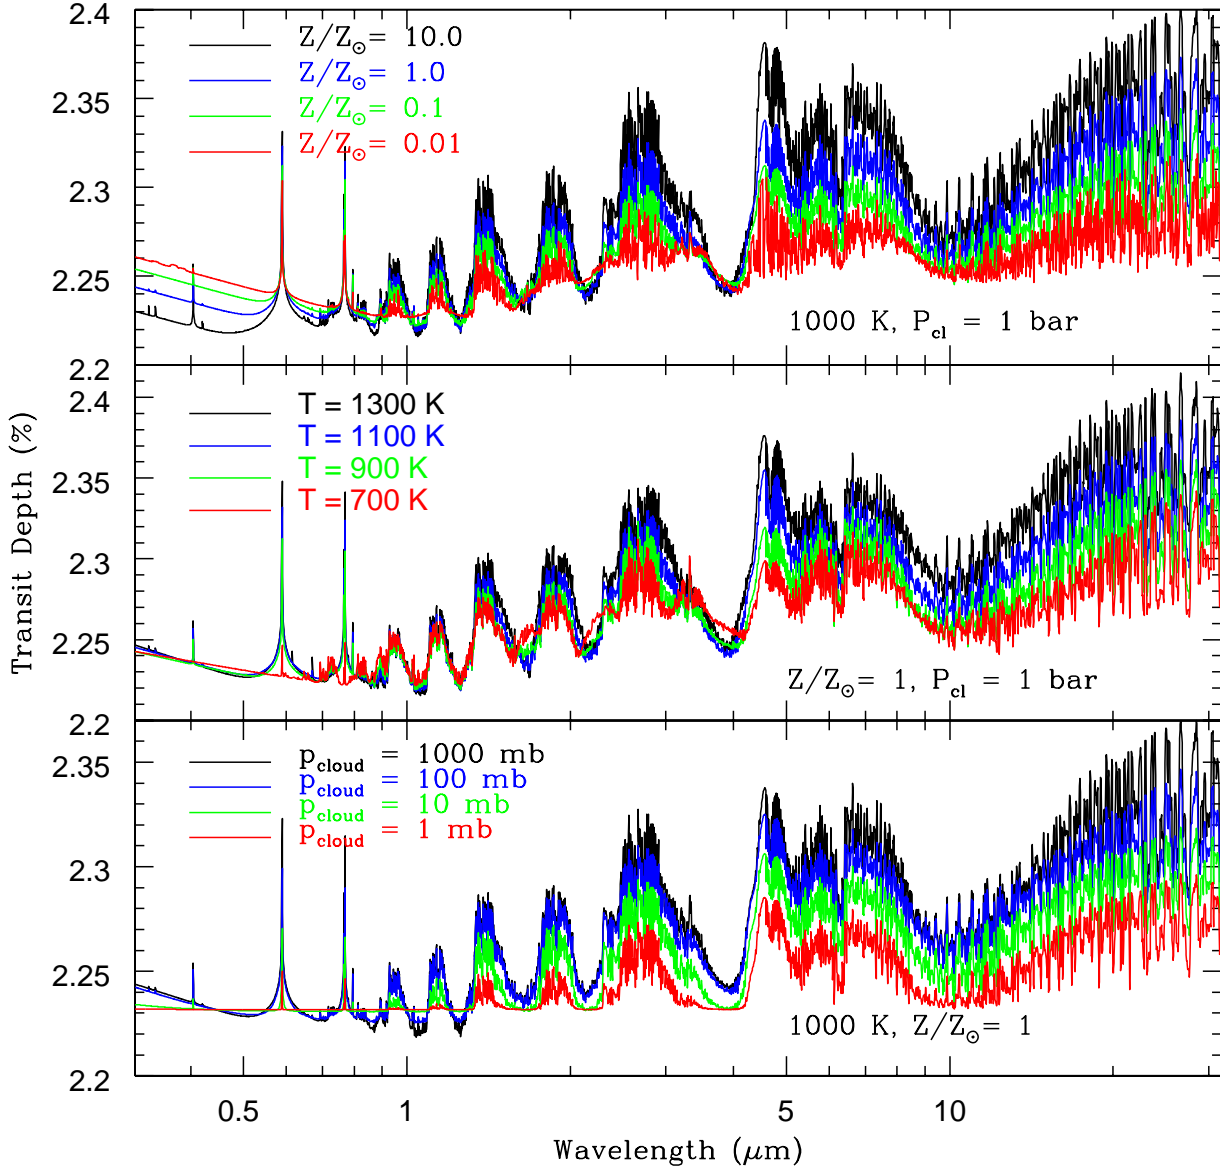 2.4
2.35
2.3
2.25
2.2
Z/Z☉= 10.0
Z/Z☉= 1.0
Z/Z☉= 0.1
Z/Z☉= 0.01
1000 K, Pcl = 1 bar
2.4
2.35
2.3
2.25
2.2
T = 1300 K
T = 1100 K
T = 900 K
T = 700 K
Z/Z☉= 1, Pcl = 1 bar
Transit Depth (%)
2.35
2.3
2.25
2.2
pcloud = 1000 mb
pcloud = 100 mb
pcloud = 10 mb
pcloud = 1 mb
1000 K, Z/Z☉= 1
0.5 1 5 10
Wavelength (μm)